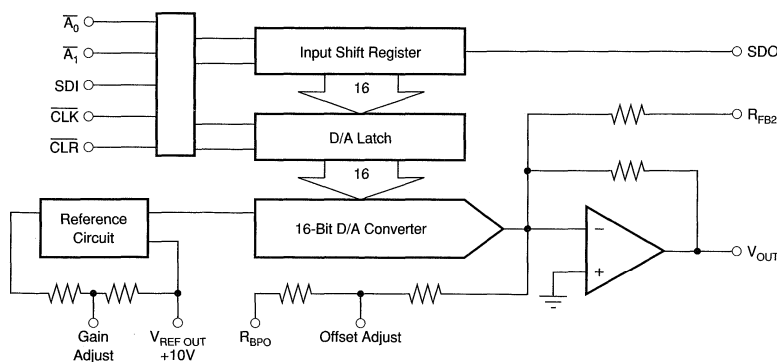 A̅0
A̅1
SDI
C̅L̅K̅
C̅L̅R̅
Input Shift Register
SDO
16
D/A Latch
RFB2
16
Reference
Circuit
16-Bit D/A Converter
−
+
VOUT
Gain
Adjust
VREF OUT
+10V
RBPO
Offset Adjust